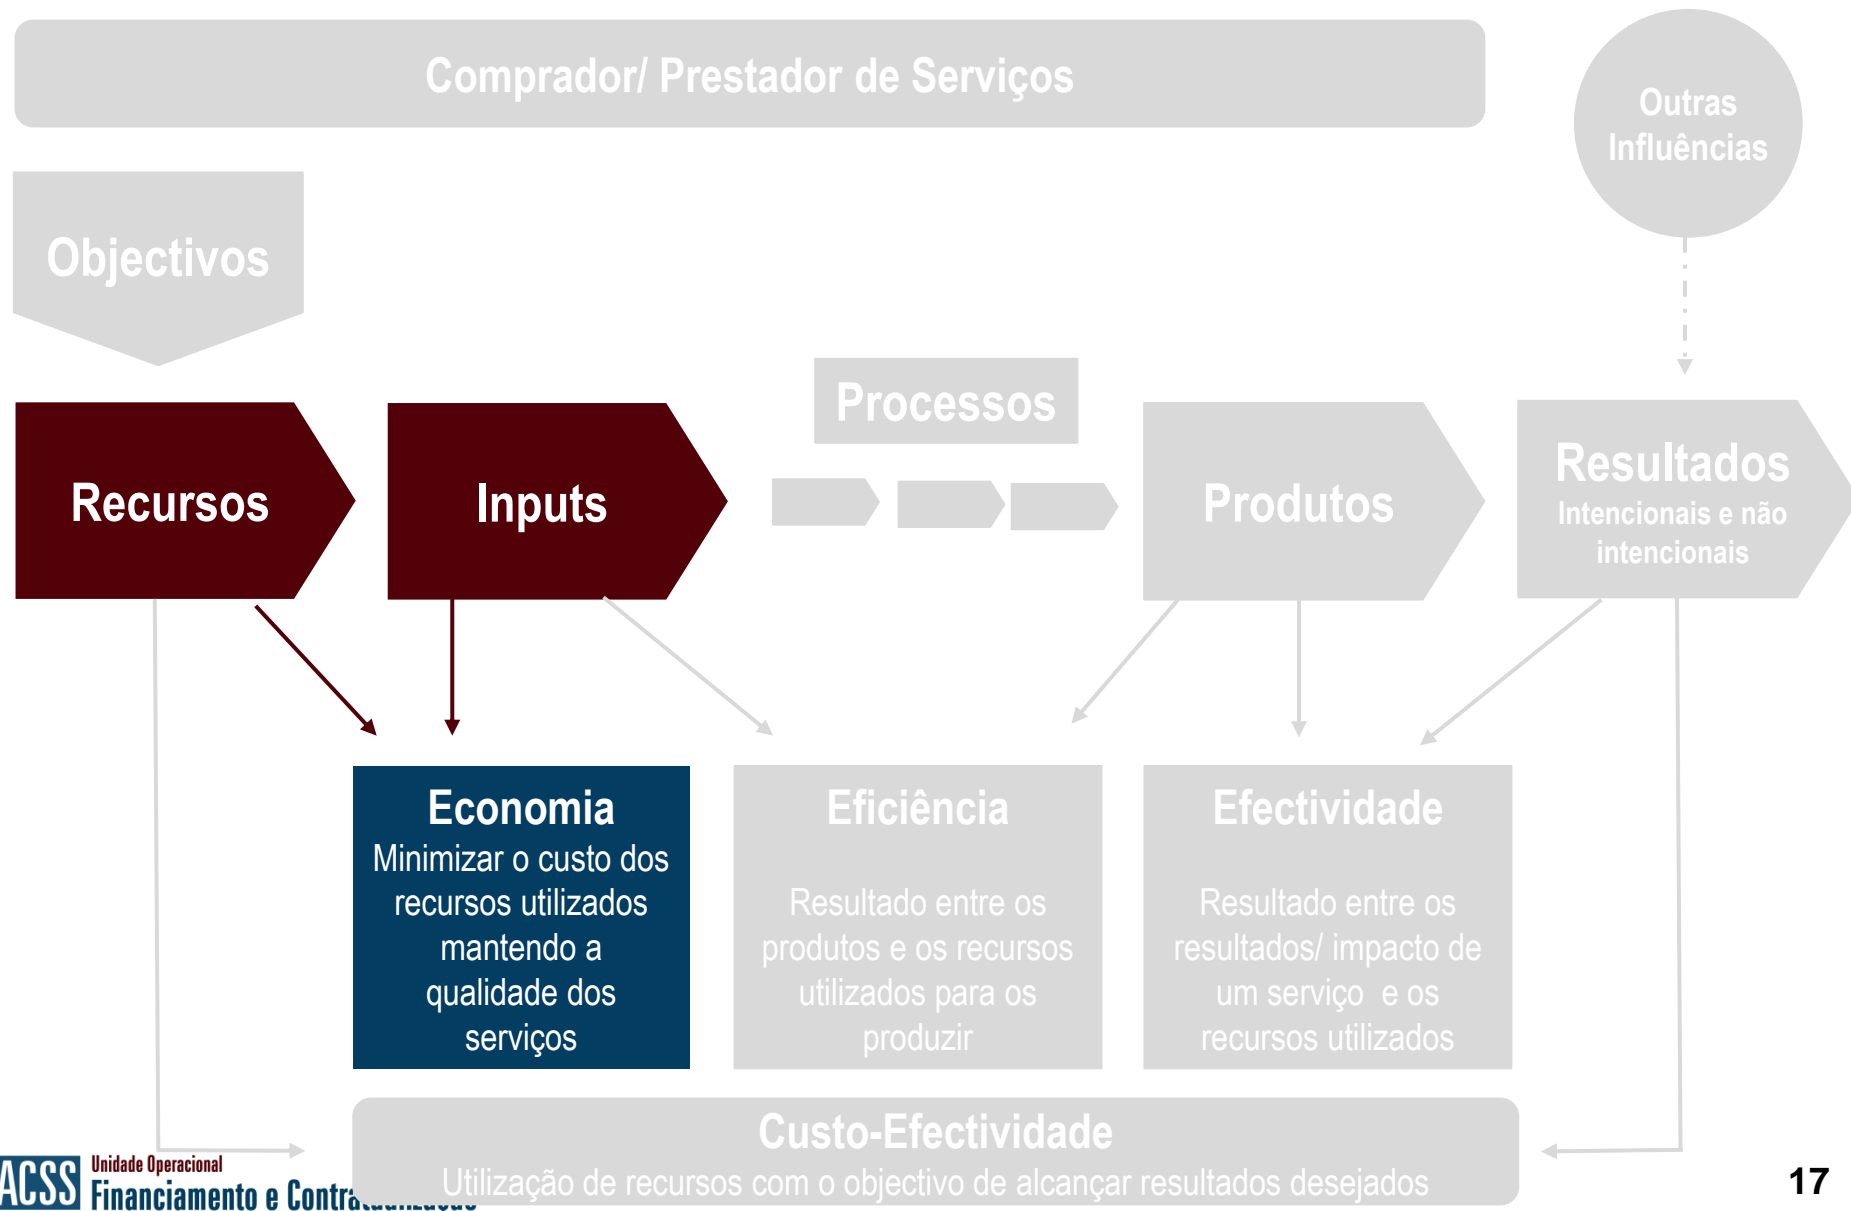 Comprador/ Prestador de Serviços
Outras
Influências
Objectivos
Processos
Recursos
Inputs
Produtos
Resultados
Intencionais e não
intencionais
Economia
Minimizar o custo dos
recursos utilizados
mantendo a
qualidade dos
serviços
Eficiência
Resultado entre os
produtos e os recursos
utilizados para os
produzir
Efectividade
Resultado entre os
resultados/ impacto de
um serviço e os
recursos utilizados
Custo-Efectividade
Utilização de recursos com o objectivo de alcançar resultados desejados
ACSS
Unidade Operacional
Financiamento e Contratualização
17